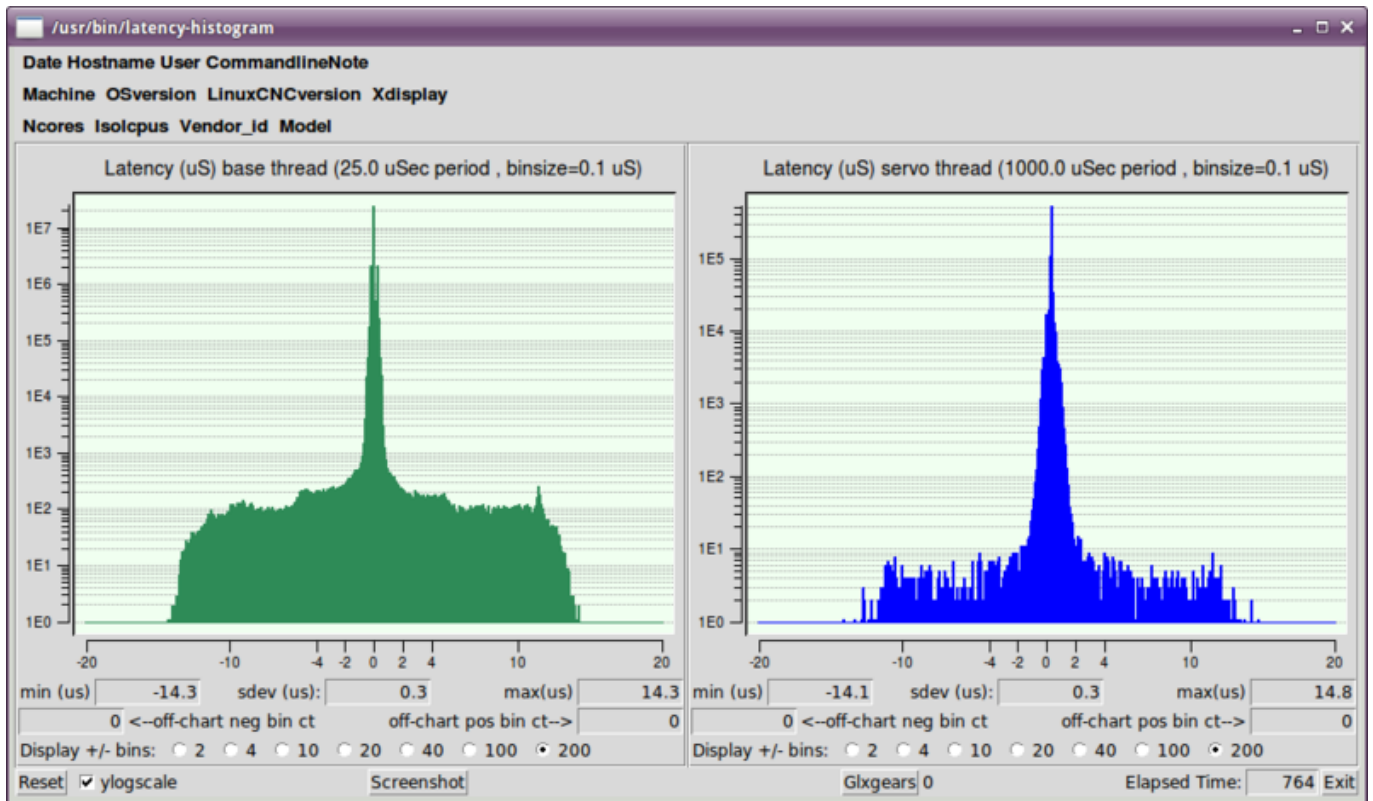 /usr/bin/latency-histogram
Date Hostname User CommandlineNote
Machine OSversion LinuxCNCversion Xdisplay
Ncores Isolcpus Vendor_id Model
Latency (uS) base thread (25.0 uSec period , binsize=0.1 uS)
1E7
1E6
1E5
1E4
1E3
1E2
1E1
1E0
-20 -10 -4 -2 0 2 4 10 20
min (us) -14.3 sdev (us): 0.3 max(us) 14.3
0 <--off-chart neg bin ct off-chart pos bin ct--> 0
Display +/- bins: 2 4 10 20 40 100 200
Latency (uS) servo thread (1000.0 uSec period , binsize=0.1 uS)
1E5
1E4
1E3
1E2
1E1
1E0
-20 -10 -4 -2 0 2 4 10 20
min (us) -14.1 sdev (us): 0.3 max(us) 14.8
0 <--off-chart neg bin ct off-chart pos bin ct--> 0
Display +/- bins: 2 4 10 20 40 100 200
Reset ylogscale Screenshot Glxgears 0 Elapsed Time: 764 Exit